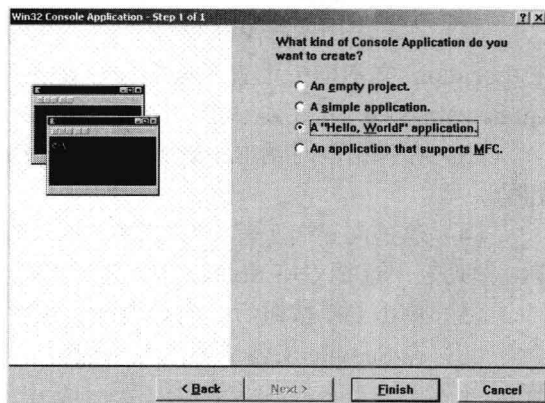 Win32 Console Application - Step 1 of 1
What kind of Console Application do you
want to create?
An empty project.
A simple application.
A "Hello, World!" application.
An application that supports MFC.
C:\
< Back
Next >
Finish
Cancel